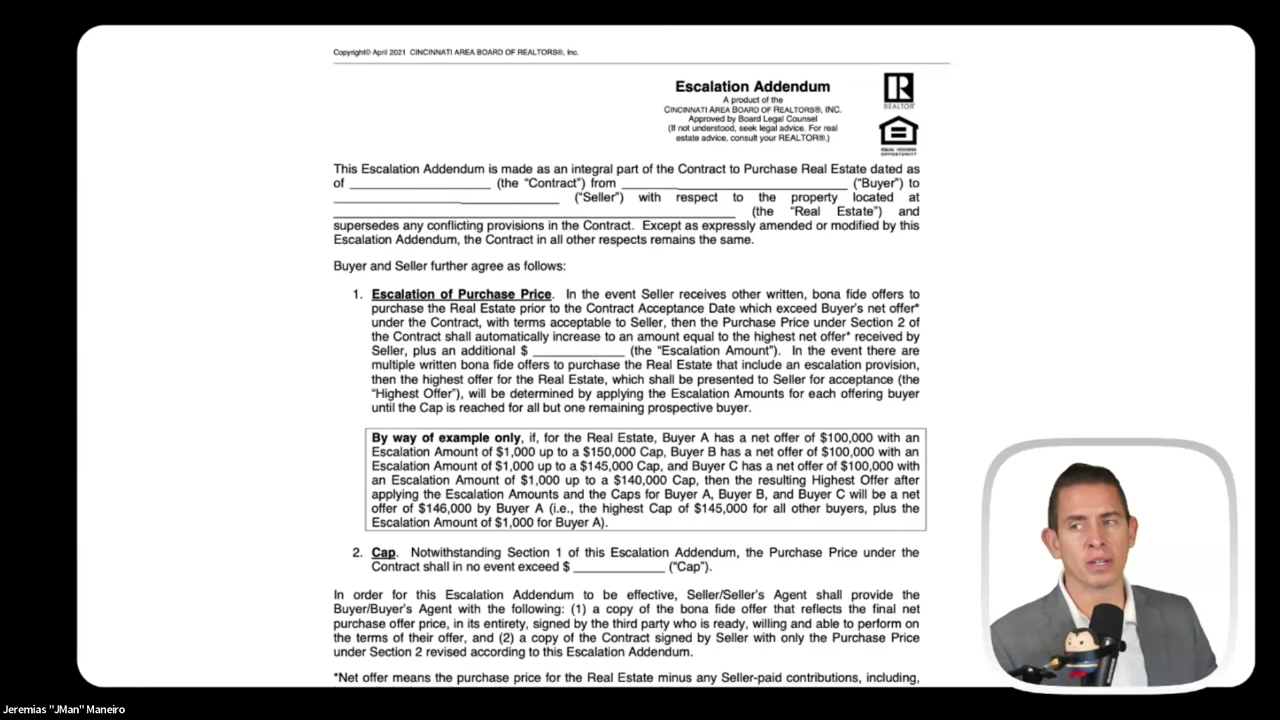 Copyright© April 2021 CINCINNATI AREA BOARD OF REALTORS®, Inc.
Escalation Addendum
A product of the
CINCINNATI AREA BOARD OF REALTORS®, INC.
Approved by Board Legal Counsel
(If not understood, seek legal advice. For real
estate advice, consult your REALTOR®.)
R
REALTOR®
EQUAL HOUSING
OPPORTUNITY
This Escalation Addendum is made as an integral part of the Contract to Purchase Real Estate dated as
of ______________________ (the “Contract”) from ___________________________________ (“Buyer”) to
___________________________________ (“Seller”) with respect to the property located at
_______________________________________________________________ (the “Real Estate”) and
supersedes any conflicting provisions in the Contract. Except as expressly amended or modified by this
Escalation Addendum, the Contract in all other respects remains the same.
Buyer and Seller further agree as follows:
1. Escalation of Purchase Price. In the event Seller receives other written, bona fide offers to
purchase the Real Estate prior to the Contract Acceptance Date which exceed Buyer’s net offer*
under the Contract, with terms acceptable to Seller, then the Purchase Price under Section 2 of
the Contract shall automatically increase to an amount equal to the highest net offer* received by
Seller, plus an additional $ ______________ (the “Escalation Amount”). In the event there are
multiple written bona fide offers to purchase the Real Estate that include an escalation provision,
then the highest offer for the Real Estate, which shall be presented to Seller for acceptance (the
“Highest Offer”), will be determined by applying the Escalation Amounts for each offering buyer
until the Cap is reached for all but one remaining prospective buyer.
By way of example only, if, for the Real Estate, Buyer A has a net offer of $100,000 with an
Escalation Amount of $1,000 up to a $150,000 Cap, Buyer B has a net offer of $100,000 with an
Escalation Amount of $1,000 up to a $145,000 Cap, and Buyer C has a net offer of $100,000 with
an Escalation Amount of $1,000 up to a $140,000 Cap, then the resulting Highest Offer after
applying the Escalation Amounts and the Caps for Buyer A, Buyer B, and Buyer C will be a net
offer of $146,000 by Buyer A (i.e., the highest Cap of $145,000 for all other buyers, plus the
Escalation Amount of $1,000 for Buyer A).
2. Cap. Notwithstanding Section 1 of this Escalation Addendum, the Purchase Price under the
Contract shall in no event exceed $ ______________ (“Cap”).
In order for this Escalation Addendum to be effective, Seller/Seller’s Agent shall provide the
Buyer/Buyer’s Agent with the following: (1) a copy of the bona fide offer that reflects the final net
purchase offer price, in its entirety, signed by the third party who is ready, willing and able to perform on
the terms of their offer, and (2) a copy of the Contract signed by Seller with only the Purchase Price
under Section 2 revised according to this Escalation Addendum.
*Net offer means the purchase price for the Real Estate minus any Seller-paid contributions, including,
Jeremias "JMan" Maneiro